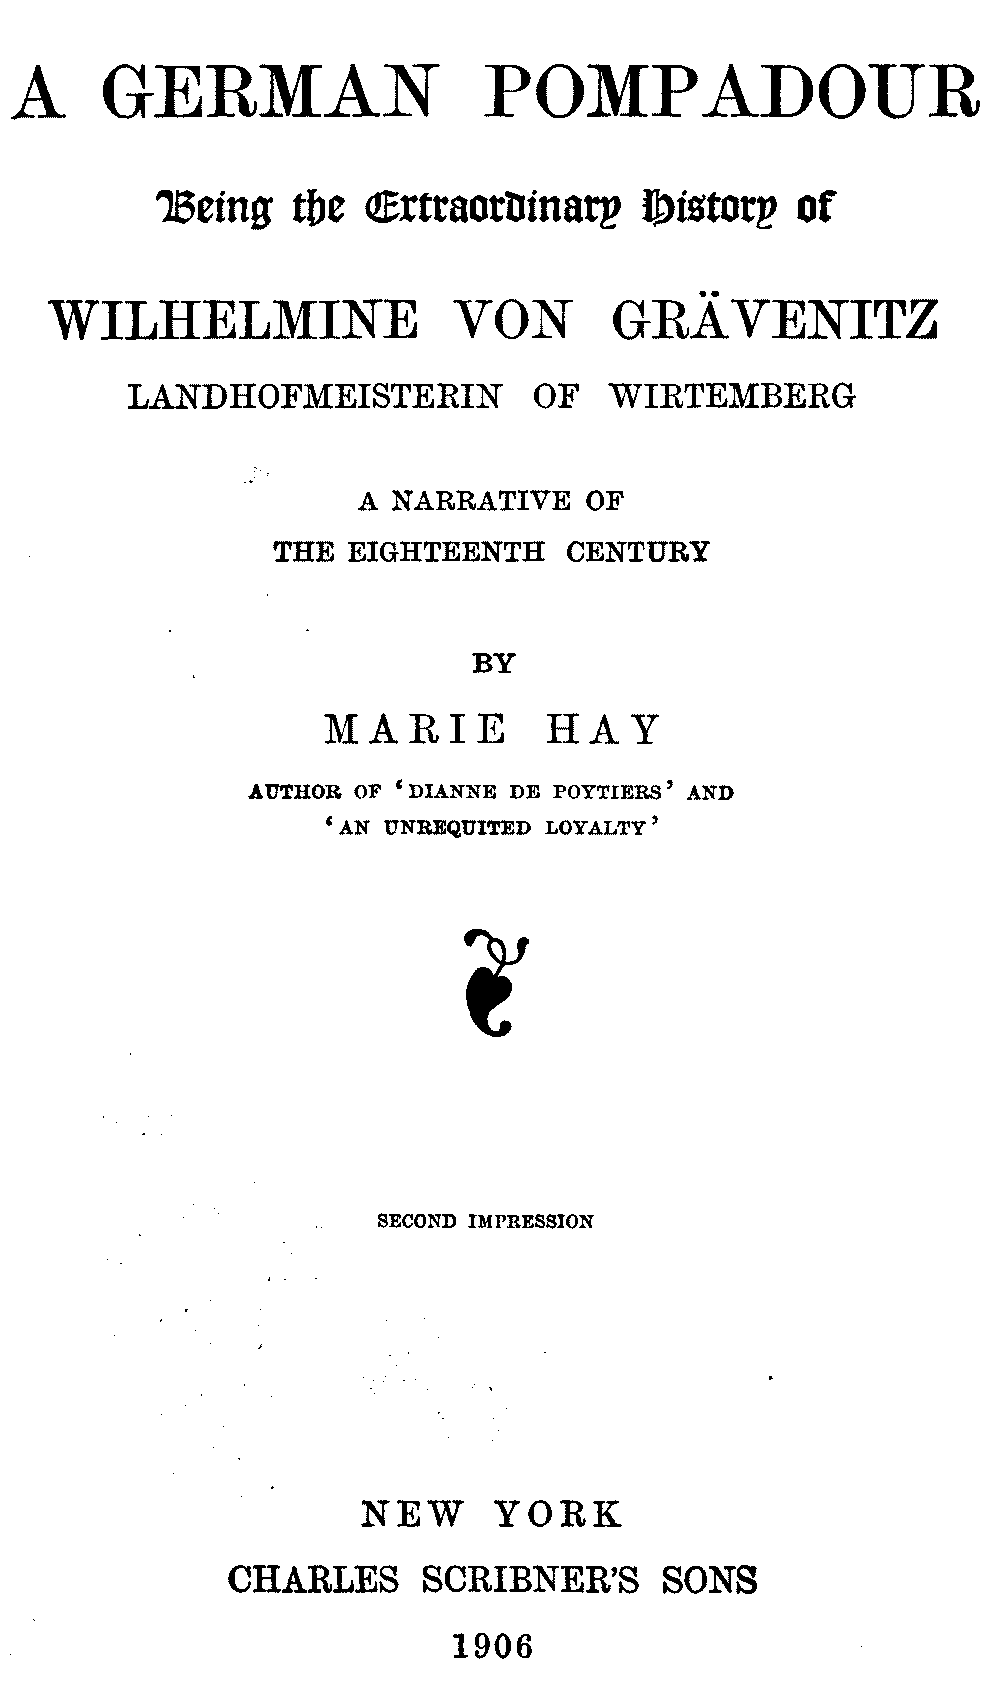 A GERMAN POMPADOUR
Being the Extraordinary History of
WILHELMINE VON GRÄVENITZ
LANDHOFMEISTERIN OF WIRTEMBERG
A NARRATIVE OF
THE EIGHTEENTH CENTURY
BY
MARIE HAY
AUTHOR OF ‘DIANNE DE POYTIERS’ AND
‘AN UNREQUITED LOYALTY’
SECOND IMPRESSION
NEW YORK
CHARLES SCRIBNER’S SONS
1906